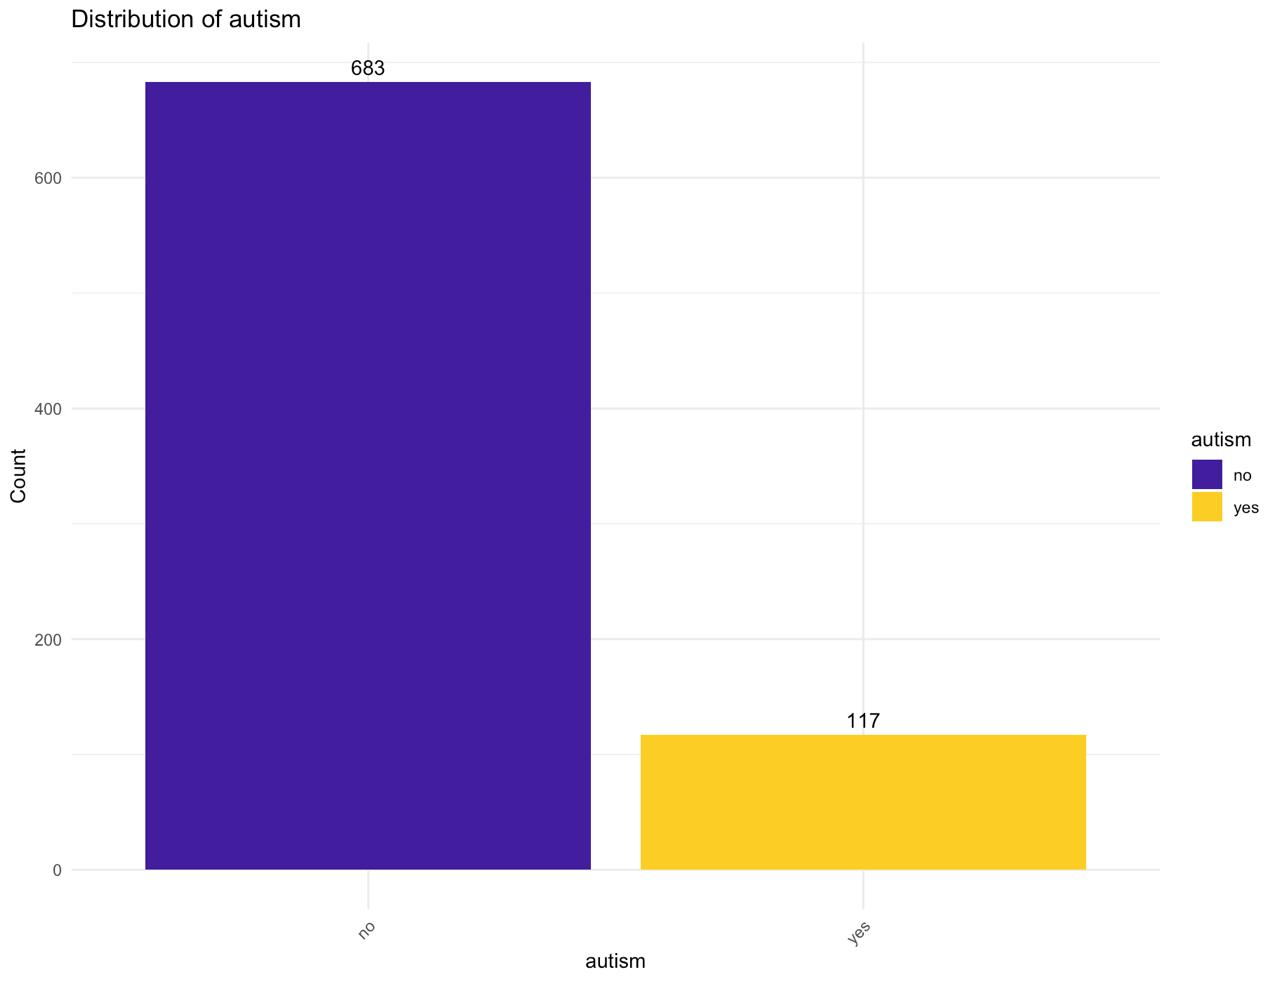 Distribution of autism
683
117
600
400
200
0
Count
no
yes
autism
autism
no
yes